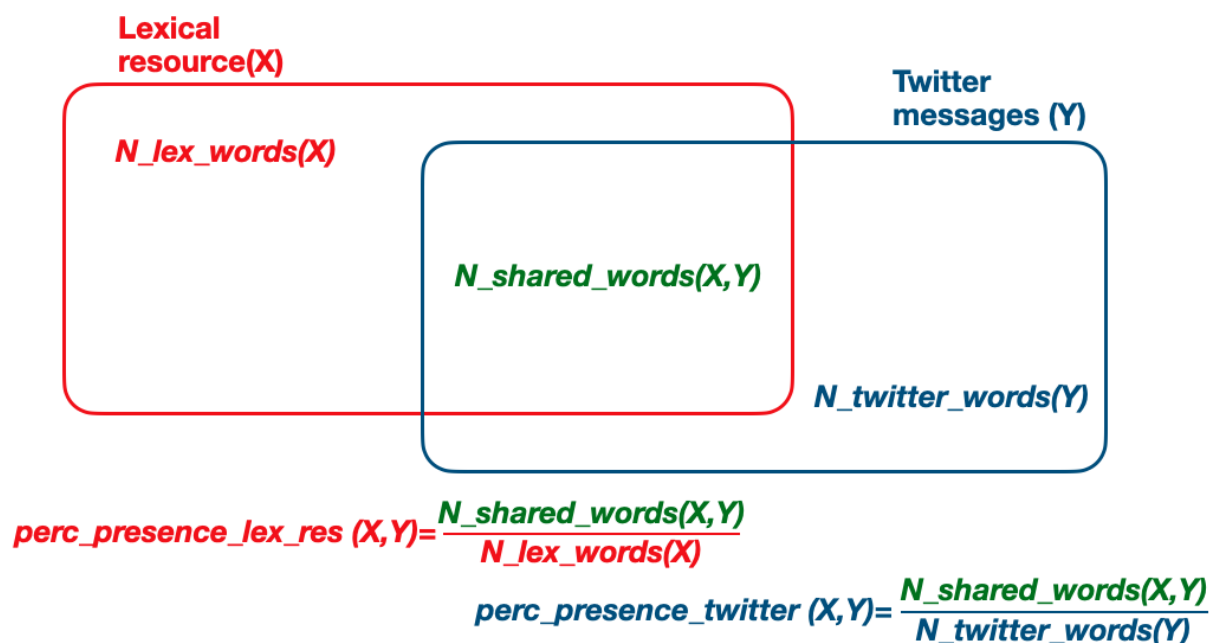 Lexical
resource(X)
Twitter
messages (Y)
N_lex_words(X)
N_shared_words(X,Y)
N_twitter_words(Y)
perc_presence_lex_res (X,Y)= N_shared_words(X,Y)
N_lex_words(X)
perc_presence_twitter (X,Y)= N_shared_words(X,Y)
N_twitter_words(Y)